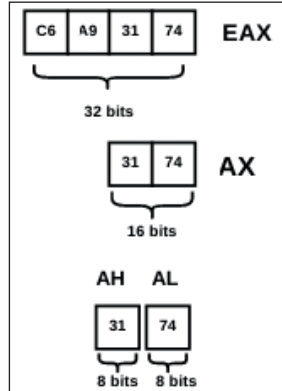 C6 A9 31 74 EAX
32 bits
31 74 AX
16 bits
AH AL
31 74
8 bits 8 bits